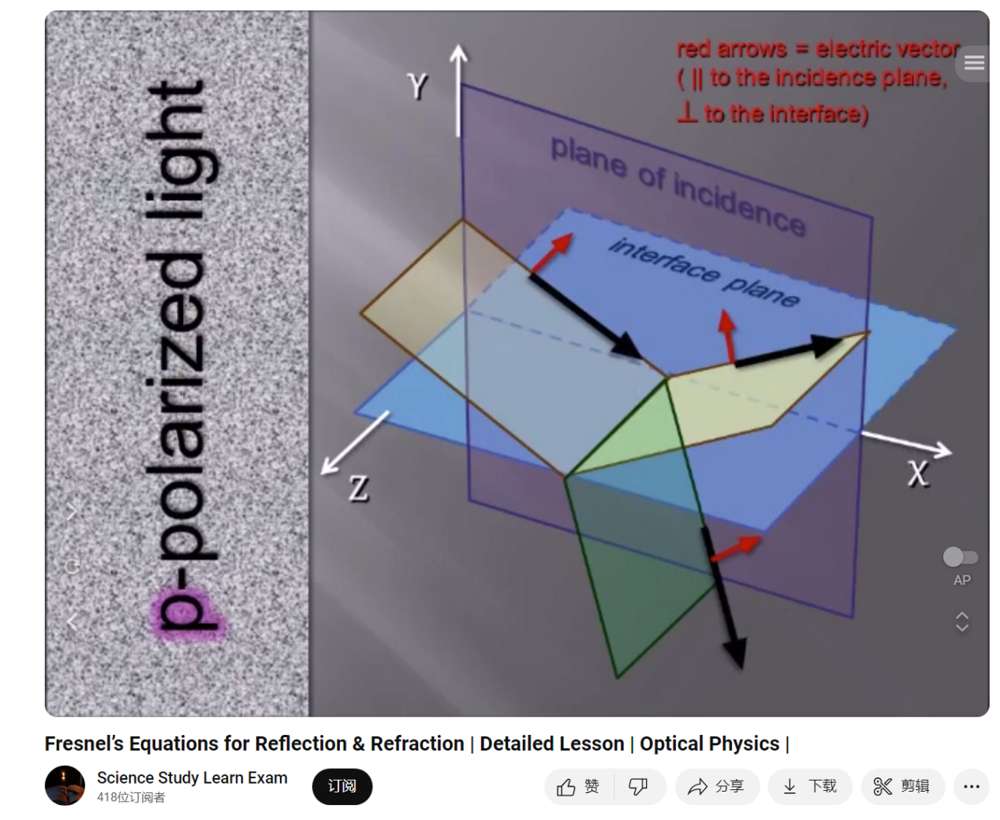 p-polarized light
Y
red arrows = electric vector
( || to the incidence plane,
⊥ to the interface)
plane of incidence
interface plane
X
Z
AP
Fresnel’s Equations for Reflection & Refraction | Detailed Lesson | Optical Physics |
Science Study Learn Exam
418位订阅者
订阅
赞
分享
下载
剪辑